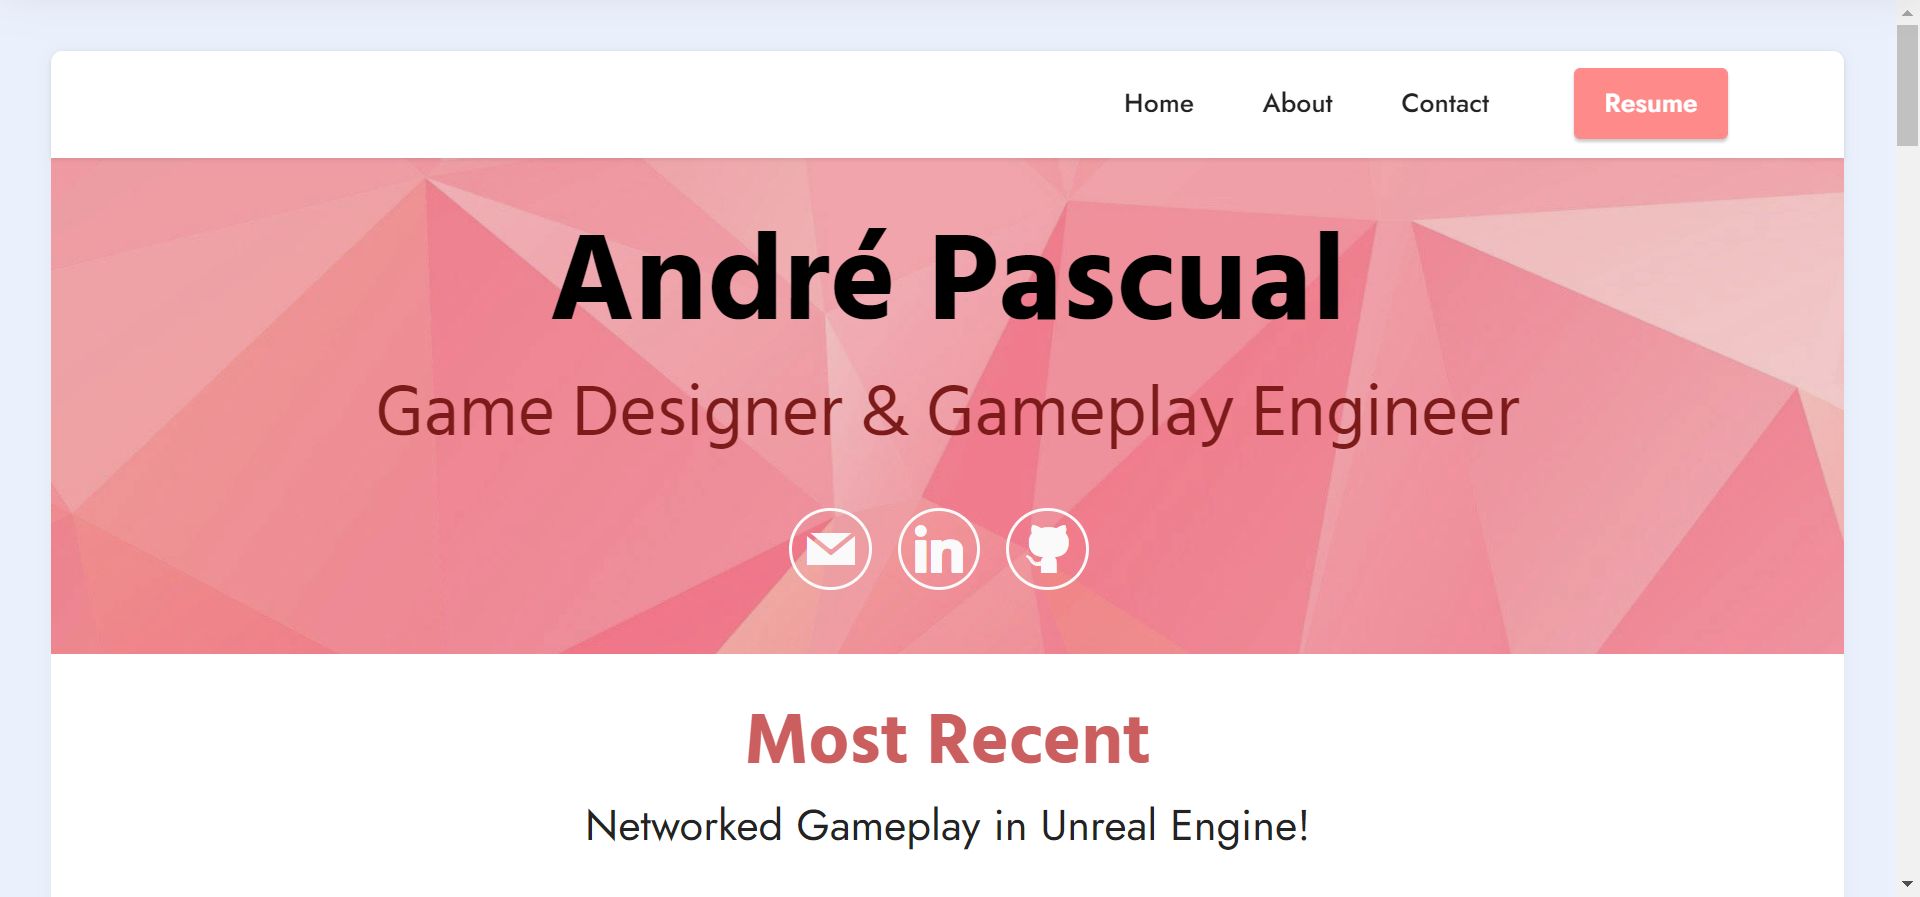 Home About Contact Resume
André Pascual
Game Designer & Gameplay Engineer
in
Most Recent
Networked Gameplay in Unreal Engine!